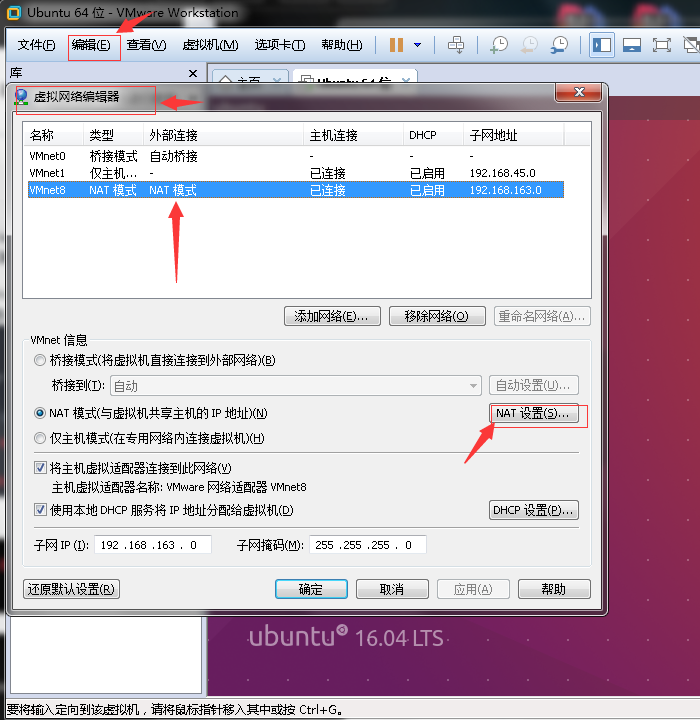 Ubuntu 64 位 - VMware Workstation
文件(F) 编辑(E) 查看(V) 虚拟机(M) 选项卡(T) 帮助(H)
库 主页 Ubuntu 64 位
虚拟网络编辑器
名称 类型 外部连接 主机连接 DHCP 子网地址
VMnet0 桥接模式 自动桥接 - - -
VMnet1 仅主机... - 已连接 已启用 192.168.45.0
VMnet8 NAT 模式 NAT 模式 已连接 已启用 192.168.163.0
添加网络(E)... 移除网络(O) 重命名网络(A)...
VMnet 信息
桥接模式(将虚拟机直接连接到外部网络)(B)
桥接到(T): 自动 自动设置(U)...
NAT 模式(与虚拟机共享主机的 IP 地址)(N) NAT 设置(S)...
仅主机模式(在专用网络内连接虚拟机)(H)
将主机虚拟适配器连接到此网络(V)
主机虚拟适配器名称: VMware 网络适配器 VMnet8
使用本地 DHCP 服务将 IP 地址分配给虚拟机(D) DHCP 设置(P)...
子网 IP (I): 192 .168 .163 . 0 子网掩码(M): 255 .255 .255 . 0
还原默认设置(R) 确定 取消 应用(A) 帮助
ubuntu 16.04 LTS
要将输入定向到该虚拟机，请将鼠标指针移入其中或按 Ctrl+G。